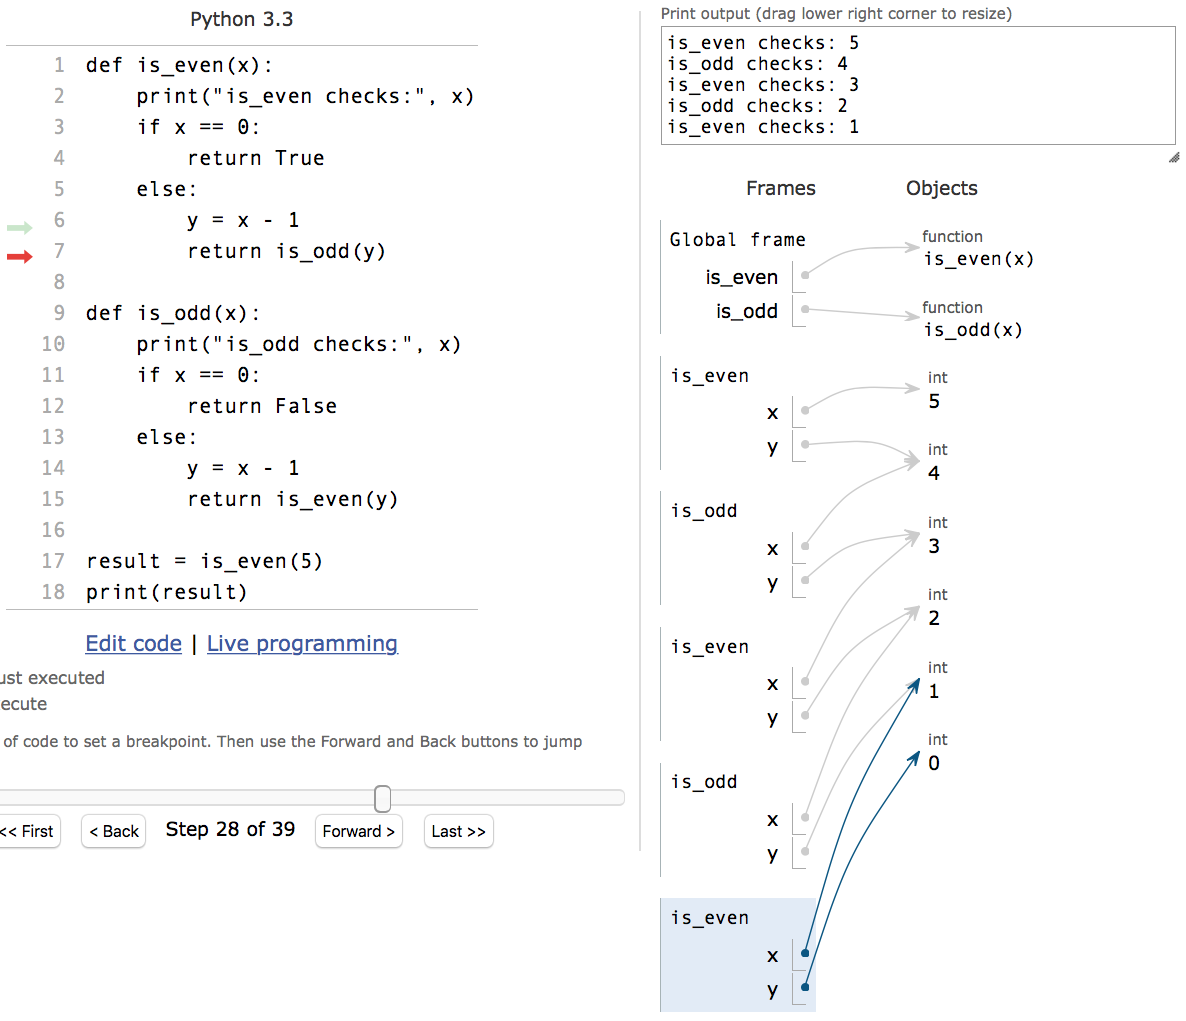 Python 3.3
1 def is_even(x):
2 print("is_even checks:", x)
3 if x == 0:
4 return True
5 else:
6 y = x - 1
7 return is_odd(y)
8
9 def is_odd(x):
10 print("is_odd checks:", x)
11 if x == 0:
12 return False
13 else:
14 y = x - 1
15 return is_even(y)
16
17 result = is_even(5)
18 print(result)
Edit code | Live programming
ust executed
ecute
of code to set a breakpoint. Then use the Forward and Back buttons to jump
<< First
< Back
Step 28 of 39
Forward >
Last >>
Print output (drag lower right corner to resize)
is_even checks: 5
is_odd checks: 4
is_even checks: 3
is_odd checks: 2
is_even checks: 1
Frames
Objects
Global frame
is_even
is_odd
function
is_even(x)
function
is_odd(x)
is_even
x
y
is_odd
x
y
is_even
x
y
is_odd
x
y
is_even
x
y
int
5
int
4
int
3
int
2
int
1
int
0